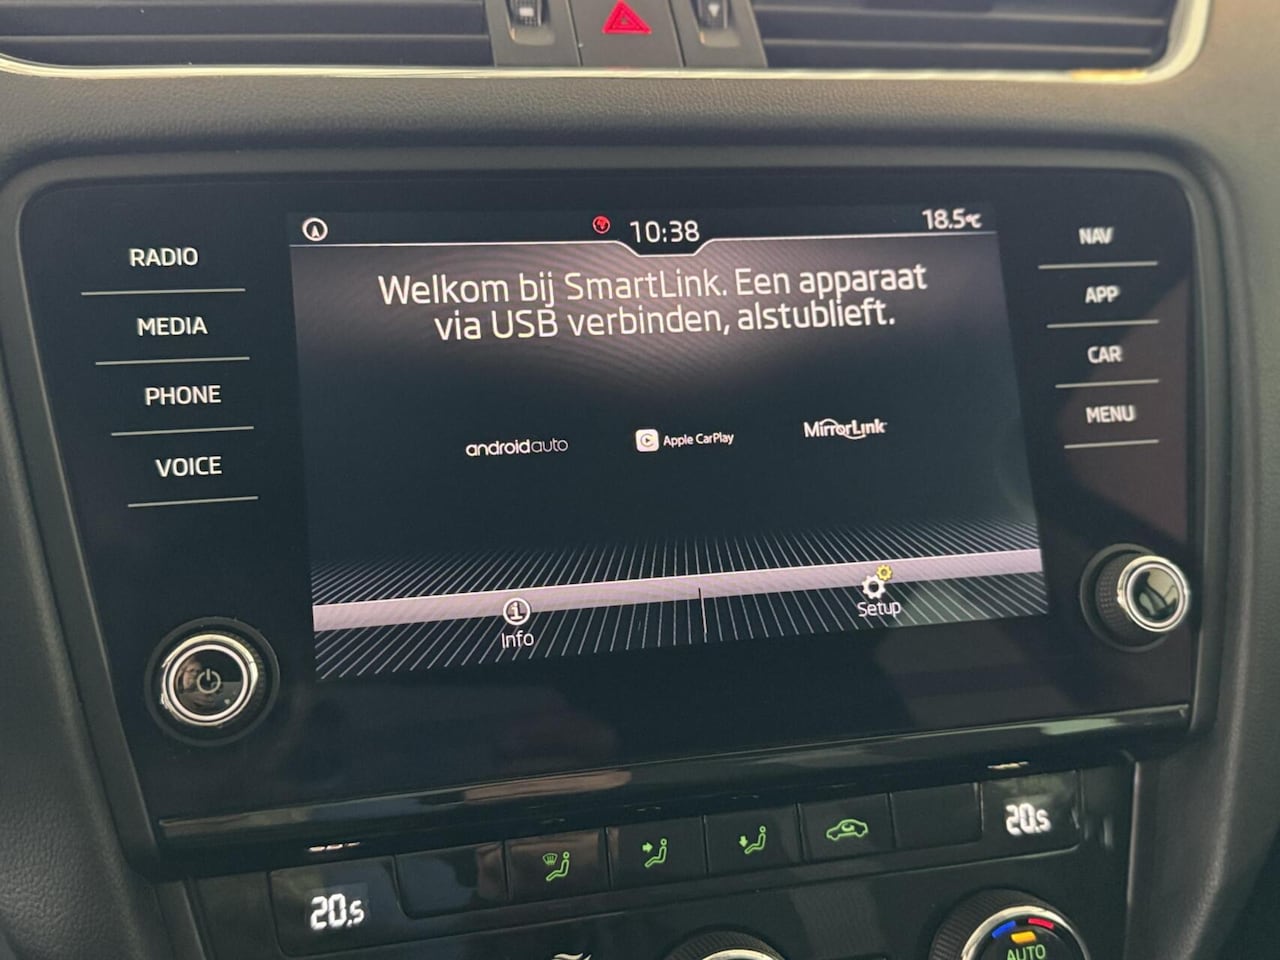 10:38
18.5°C
RADIO
MEDIA
PHONE
VOICE
Welkom bij SmartLink. Een apparaat
via USB verbinden, alstublieft.
androidauto
Apple CarPlay
MirrorLink
Info
Setup
NAV
APP
CAR
MENU
20,5
20,5
AUTO